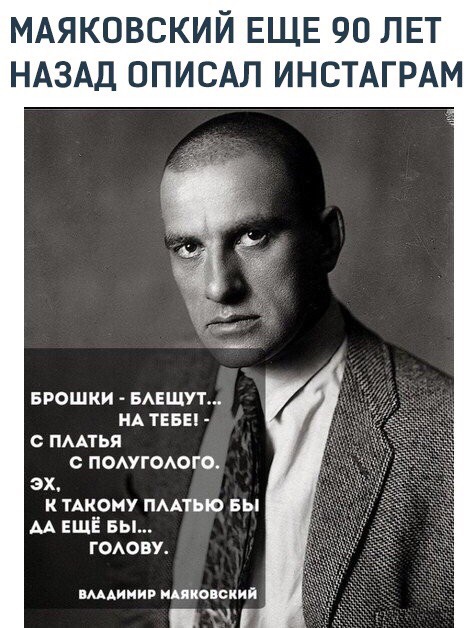 МАЯКОВСКИЙ ЕЩЕ 90 ЛЕТ
НАЗАД ОПИСАЛ ИНСТАГРАМ
БРОШКИ - БЛЕЩУТ...
НА ТЕБЕ! -
С ПЛАТЬЯ
С ПОЛУГОЛОГО.
ЭХ,
К ТАКОМУ ПЛАТЬЮ БЫ
ДА ЕЩЁ БЫ...
ГОЛОВУ.
ВЛАДИМИР МАЯКОВСКИЙ